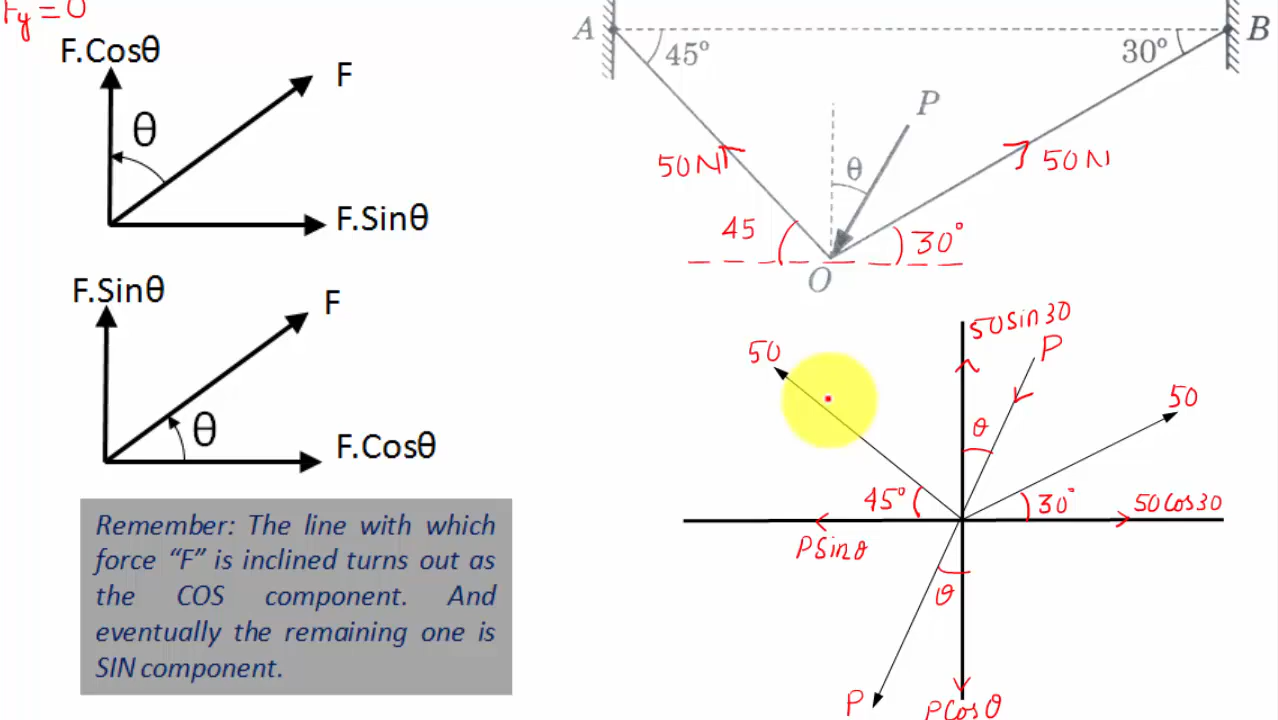 Fy = 0
F.Cosθ
F
θ
F.Sinθ
F.Sinθ
F
θ
F.Cosθ
Remember: The line with which
force “F” is inclined turns out as
the COS component. And
eventually the remaining one is
SIN component.
A
B
45°
30°
P
50N
θ
50N
45
30°
O
50Sin30
50
P
50
θ
45°
30°
50Cos30
PSinθ
θ
P
PCosθ